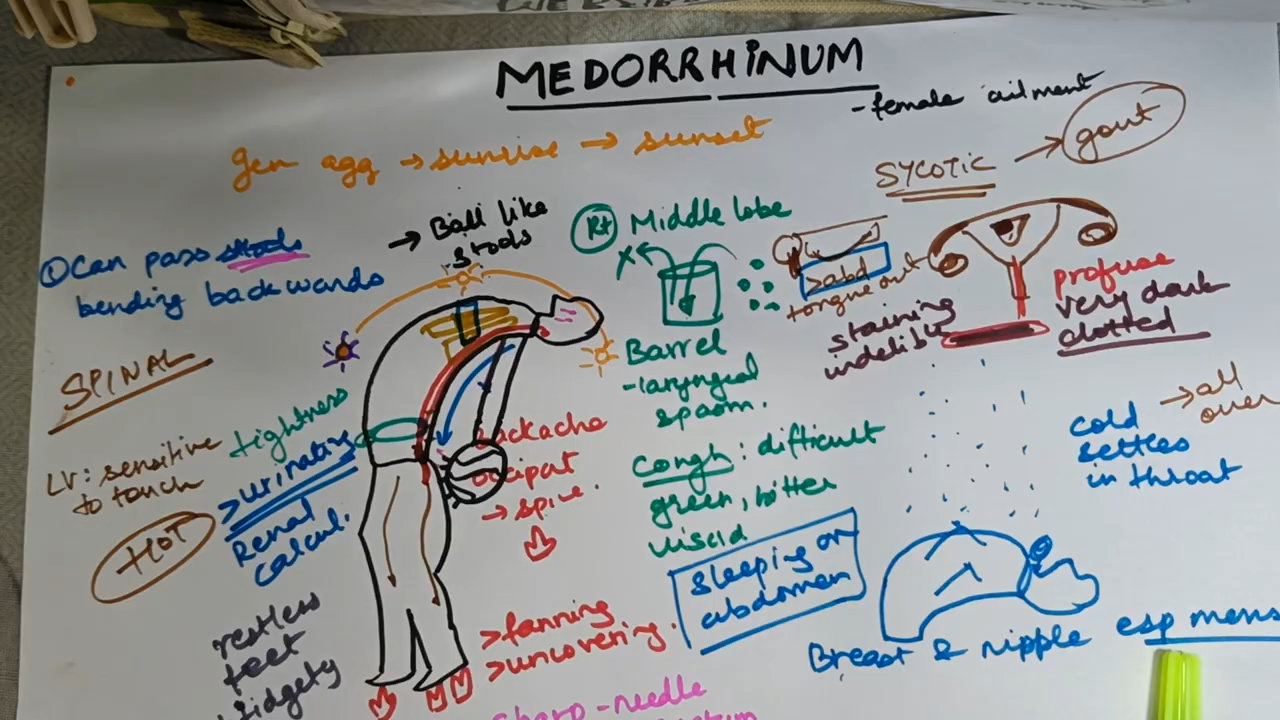 MEDORRHINUM
-female ailment
gen agg → sunrise → sunset
SYCOTIC → gout
① Can pass stools
bending backwards
→ Ball like
stools
Rt Middle lobe
>abd
tongue out
profuse
very dark
clotted
staining
indelible
Barrel
-laryngeal
spasm.
SPINAL
tightness
LV: sensitive
to touch
>urinating
Renal
calculi.
HOT
backache
occiput
→ spine.
Cough: difficult
green, bitter
viscid
cold → all
over
settles
in throat
sleeping on
abdomen
restless
feet
fidgety
>fanning
>uncovering.
Breast & nipple esp mens
sharp-needle